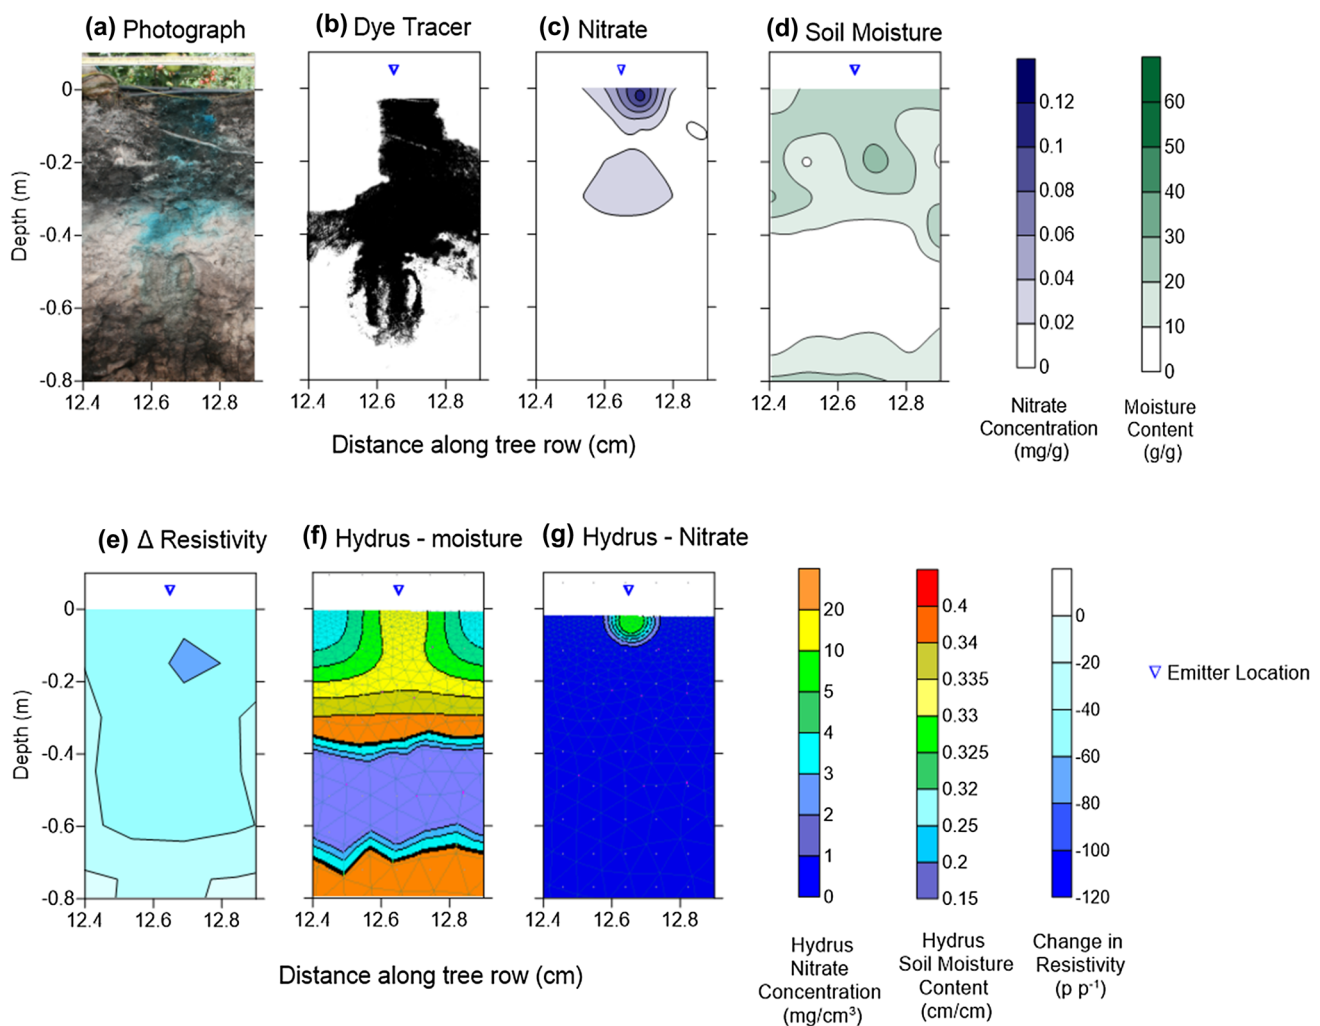 (a) Photograph
(b) Dye Tracer
(c) Nitrate
(d) Soil Moisture
Depth (m)
0
-0.2
-0.4
-0.6
-0.8
12.4 12.6 12.8
12.4 12.6 12.8
12.4 12.6 12.8
12.4 12.6 12.8
Distance along tree row (cm)
0.12
0.1
0.08
0.06
0.04
0.02
0
Nitrate
Concentration
(mg/g)
60
50
40
30
20
10
0
Moisture
Content
(g/g)
(e) Δ Resistivity
(f) Hydrus - moisture
(g) Hydrus - Nitrate
Depth (m)
0
-0.2
-0.4
-0.6
-0.8
12.4 12.6 12.8
12.4 12.6 12.8
12.4 12.6 12.8
Distance along tree row (cm)
20
10
5
4
3
2
1
0
Hydrus
Nitrate
Concentration
(mg/cm³)
0.4
0.34
0.335
0.33
0.325
0.32
0.25
0.2
0.15
Hydrus
Soil Moisture
Content
(cm/cm)
0
-20
-40
-60
-80
-100
-120
Change in
Resistivity
(p p⁻¹)
Emitter Location